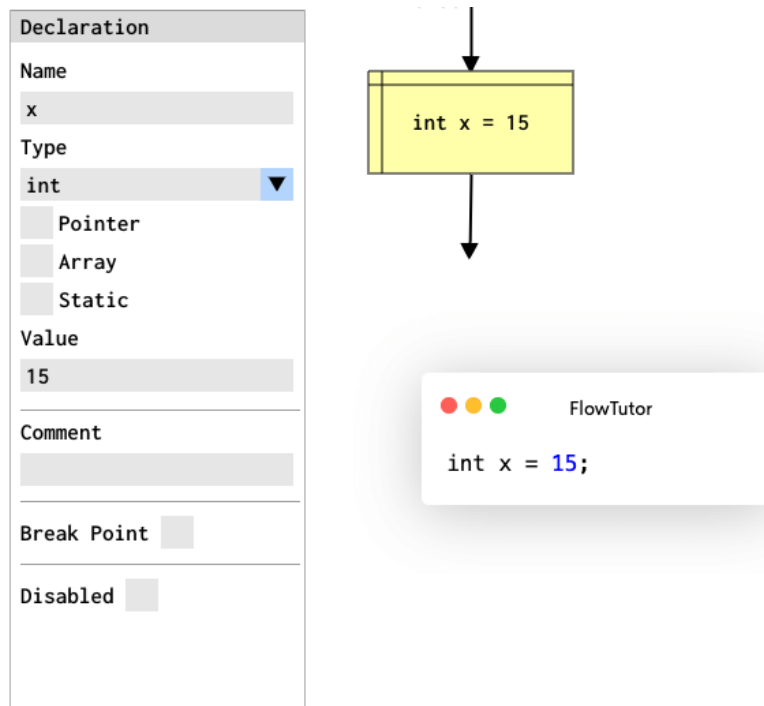 Declaration
Name
x
Type
int
Pointer
Array
Static
Value
15
Comment
Break Point
Disabled
int x = 15
FlowTutor
int x = 15;